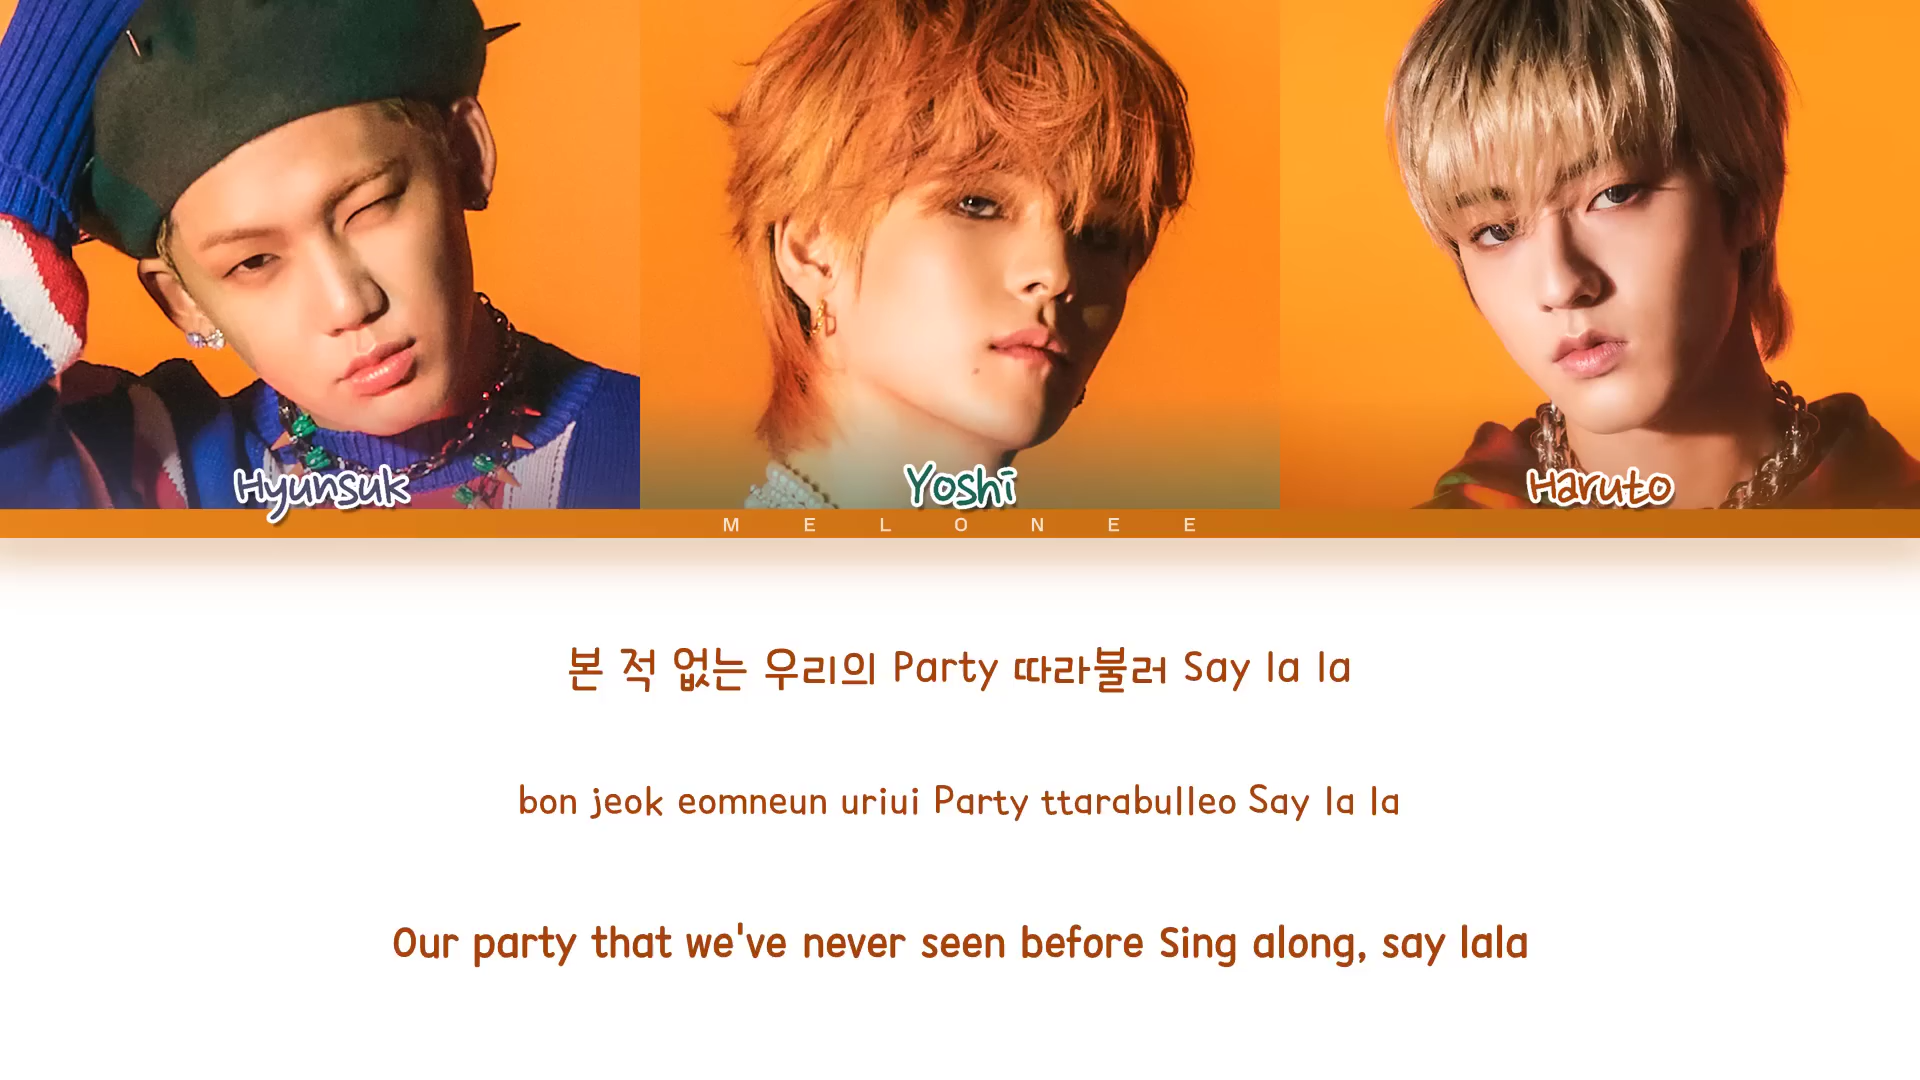 Hyunsuk Yoshi Haruto
MELONEE
본 적 없는 우리의 Party 따라불러 Say la la
bon jeok eomneun uriui Party ttarabulleo Say la la
Our party that we've never seen before Sing along, say lala